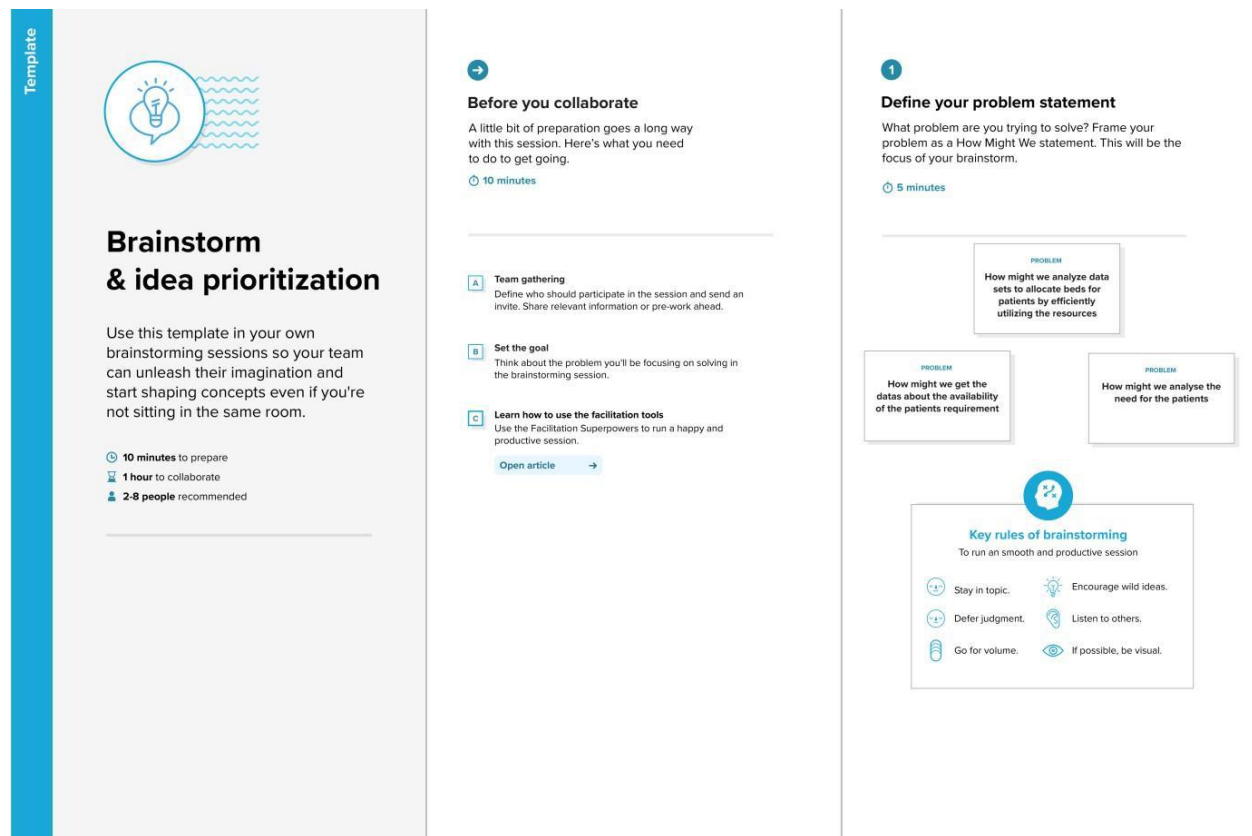 Template
Brainstorm
& idea prioritization
Use this template in your own
brainstorming sessions so your team
can unleash their imagination and
start shaping concepts even if you're
not sitting in the same room.
10 minutes to prepare
1 hour to collaborate
2-8 people recommended
Before you collaborate
A little bit of preparation goes a long way
with this session. Here's what you need
to do to get going.
10 minutes
A
Team gathering
Define who should participate in the session and send an
invite. Share relevant information or pre-work ahead.
B
Set the goal
Think about the problem you'll be focusing on solving in
the brainstorming session.
C
Learn how to use the facilitation tools
Use the Facilitation Superpowers to run a happy and
productive session.
Open article
1
Define your problem statement
What problem are you trying to solve? Frame your
problem as a How Might We statement. This will be the
focus of your brainstorm.
5 minutes
PROBLEM
How might we analyze data
sets to allocate beds for
patients by efficiently
utilizing the resources
PROBLEM
How might we get the
datas about the availability
of the patients requirement
PROBLEM
How might we analyse the
need for the patients
Key rules of brainstorming
To run an smooth and productive session
Stay in topic.
Encourage wild ideas.
Defer judgment.
Listen to others.
Go for volume.
If possible, be visual.